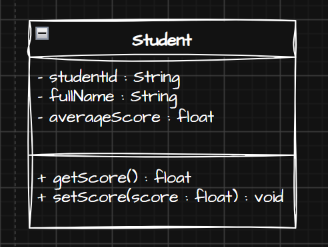 Student
- studentId : String
- fullName : String
- averageScore : float
+ getScore() : float
+ setScore(score : float) : void